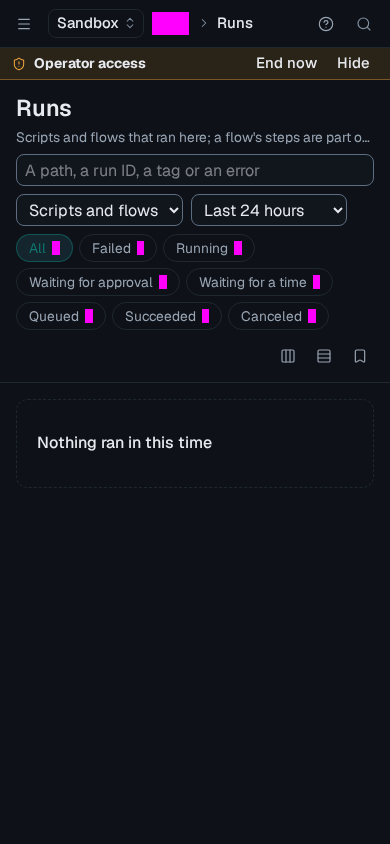 Sandbox > Runs
Operator access End now Hide
Runs
Scripts and flows that ran here; a flow's steps are part o...
A path, a run ID, a tag or an error
Scripts and flows Last 24 hours
All Failed Running
Waiting for approval Waiting for a time
Queued Succeeded Canceled
Nothing ran in this time